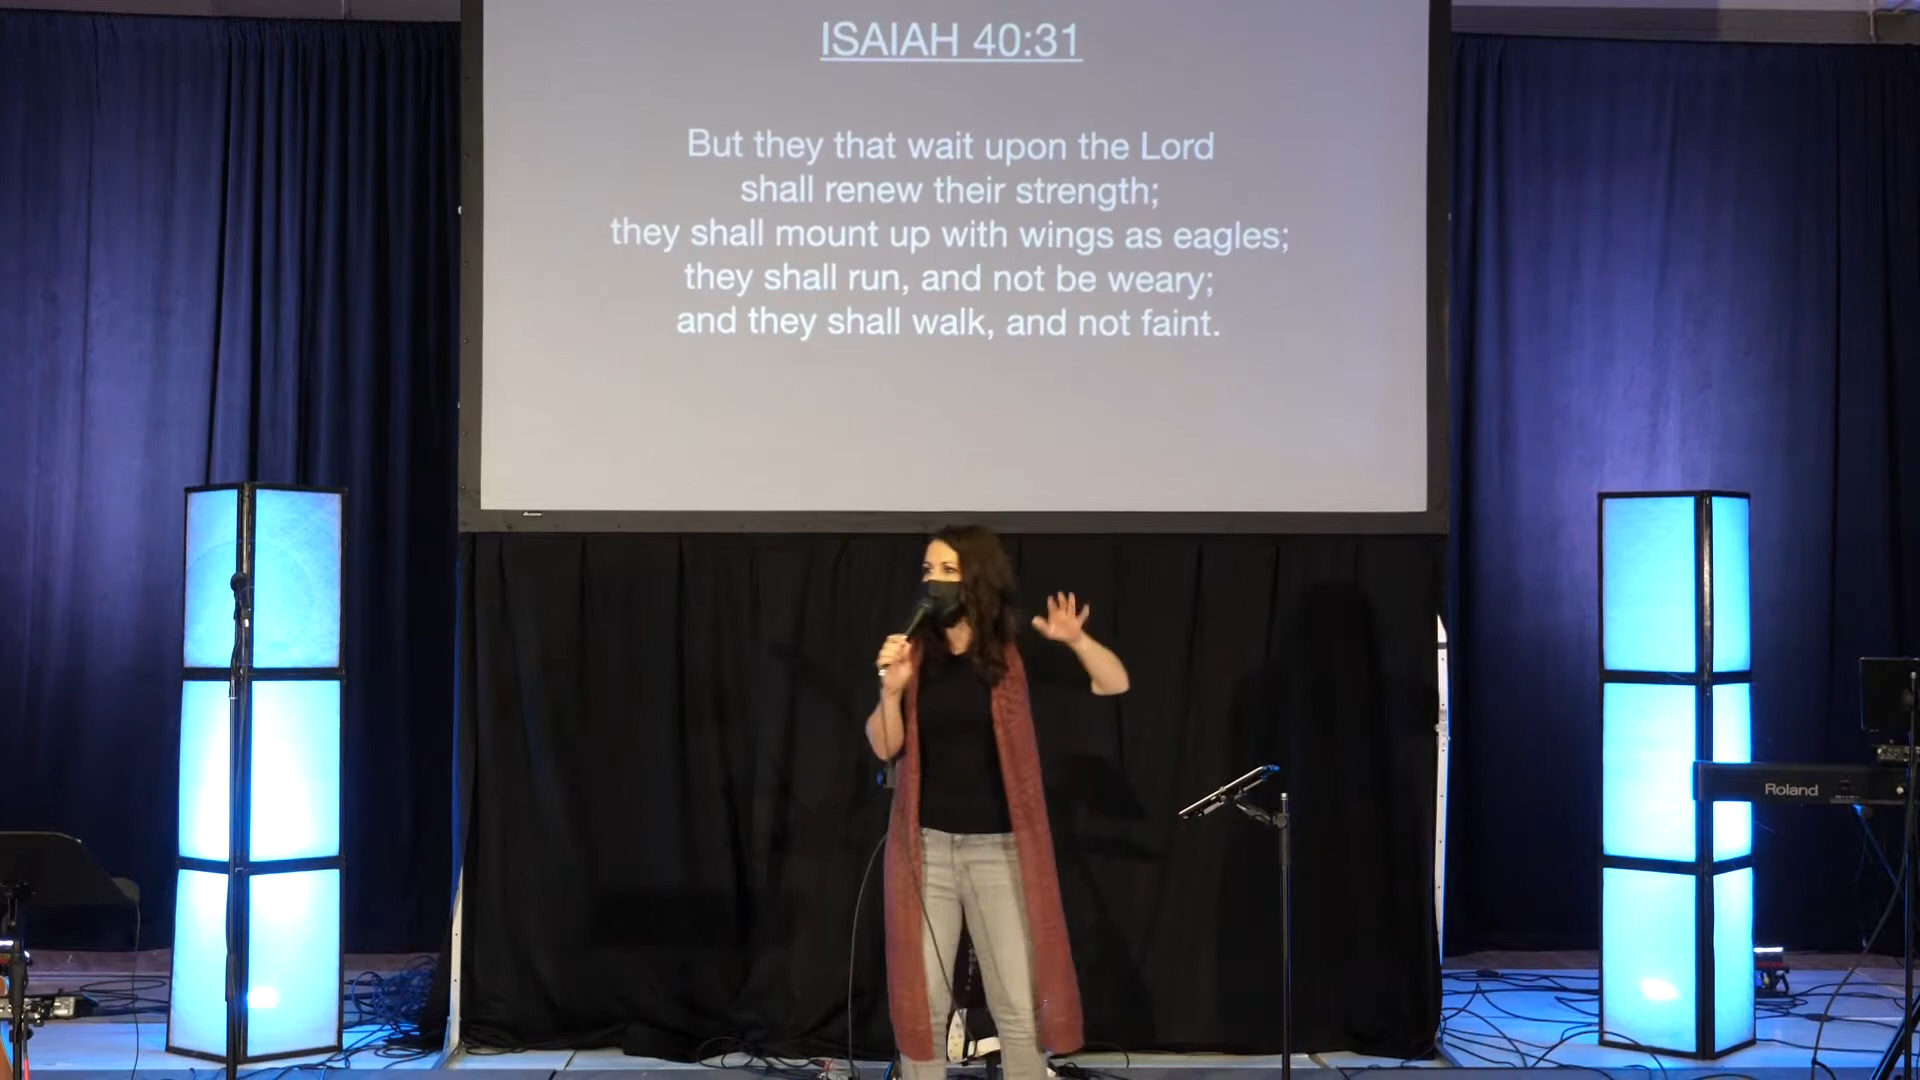 ISAIAH 40:31
But they that wait upon the Lord
shall renew their strength;
they shall mount up with wings as eagles;
they shall run, and not be weary;
and they shall walk, and not faint.
Roland